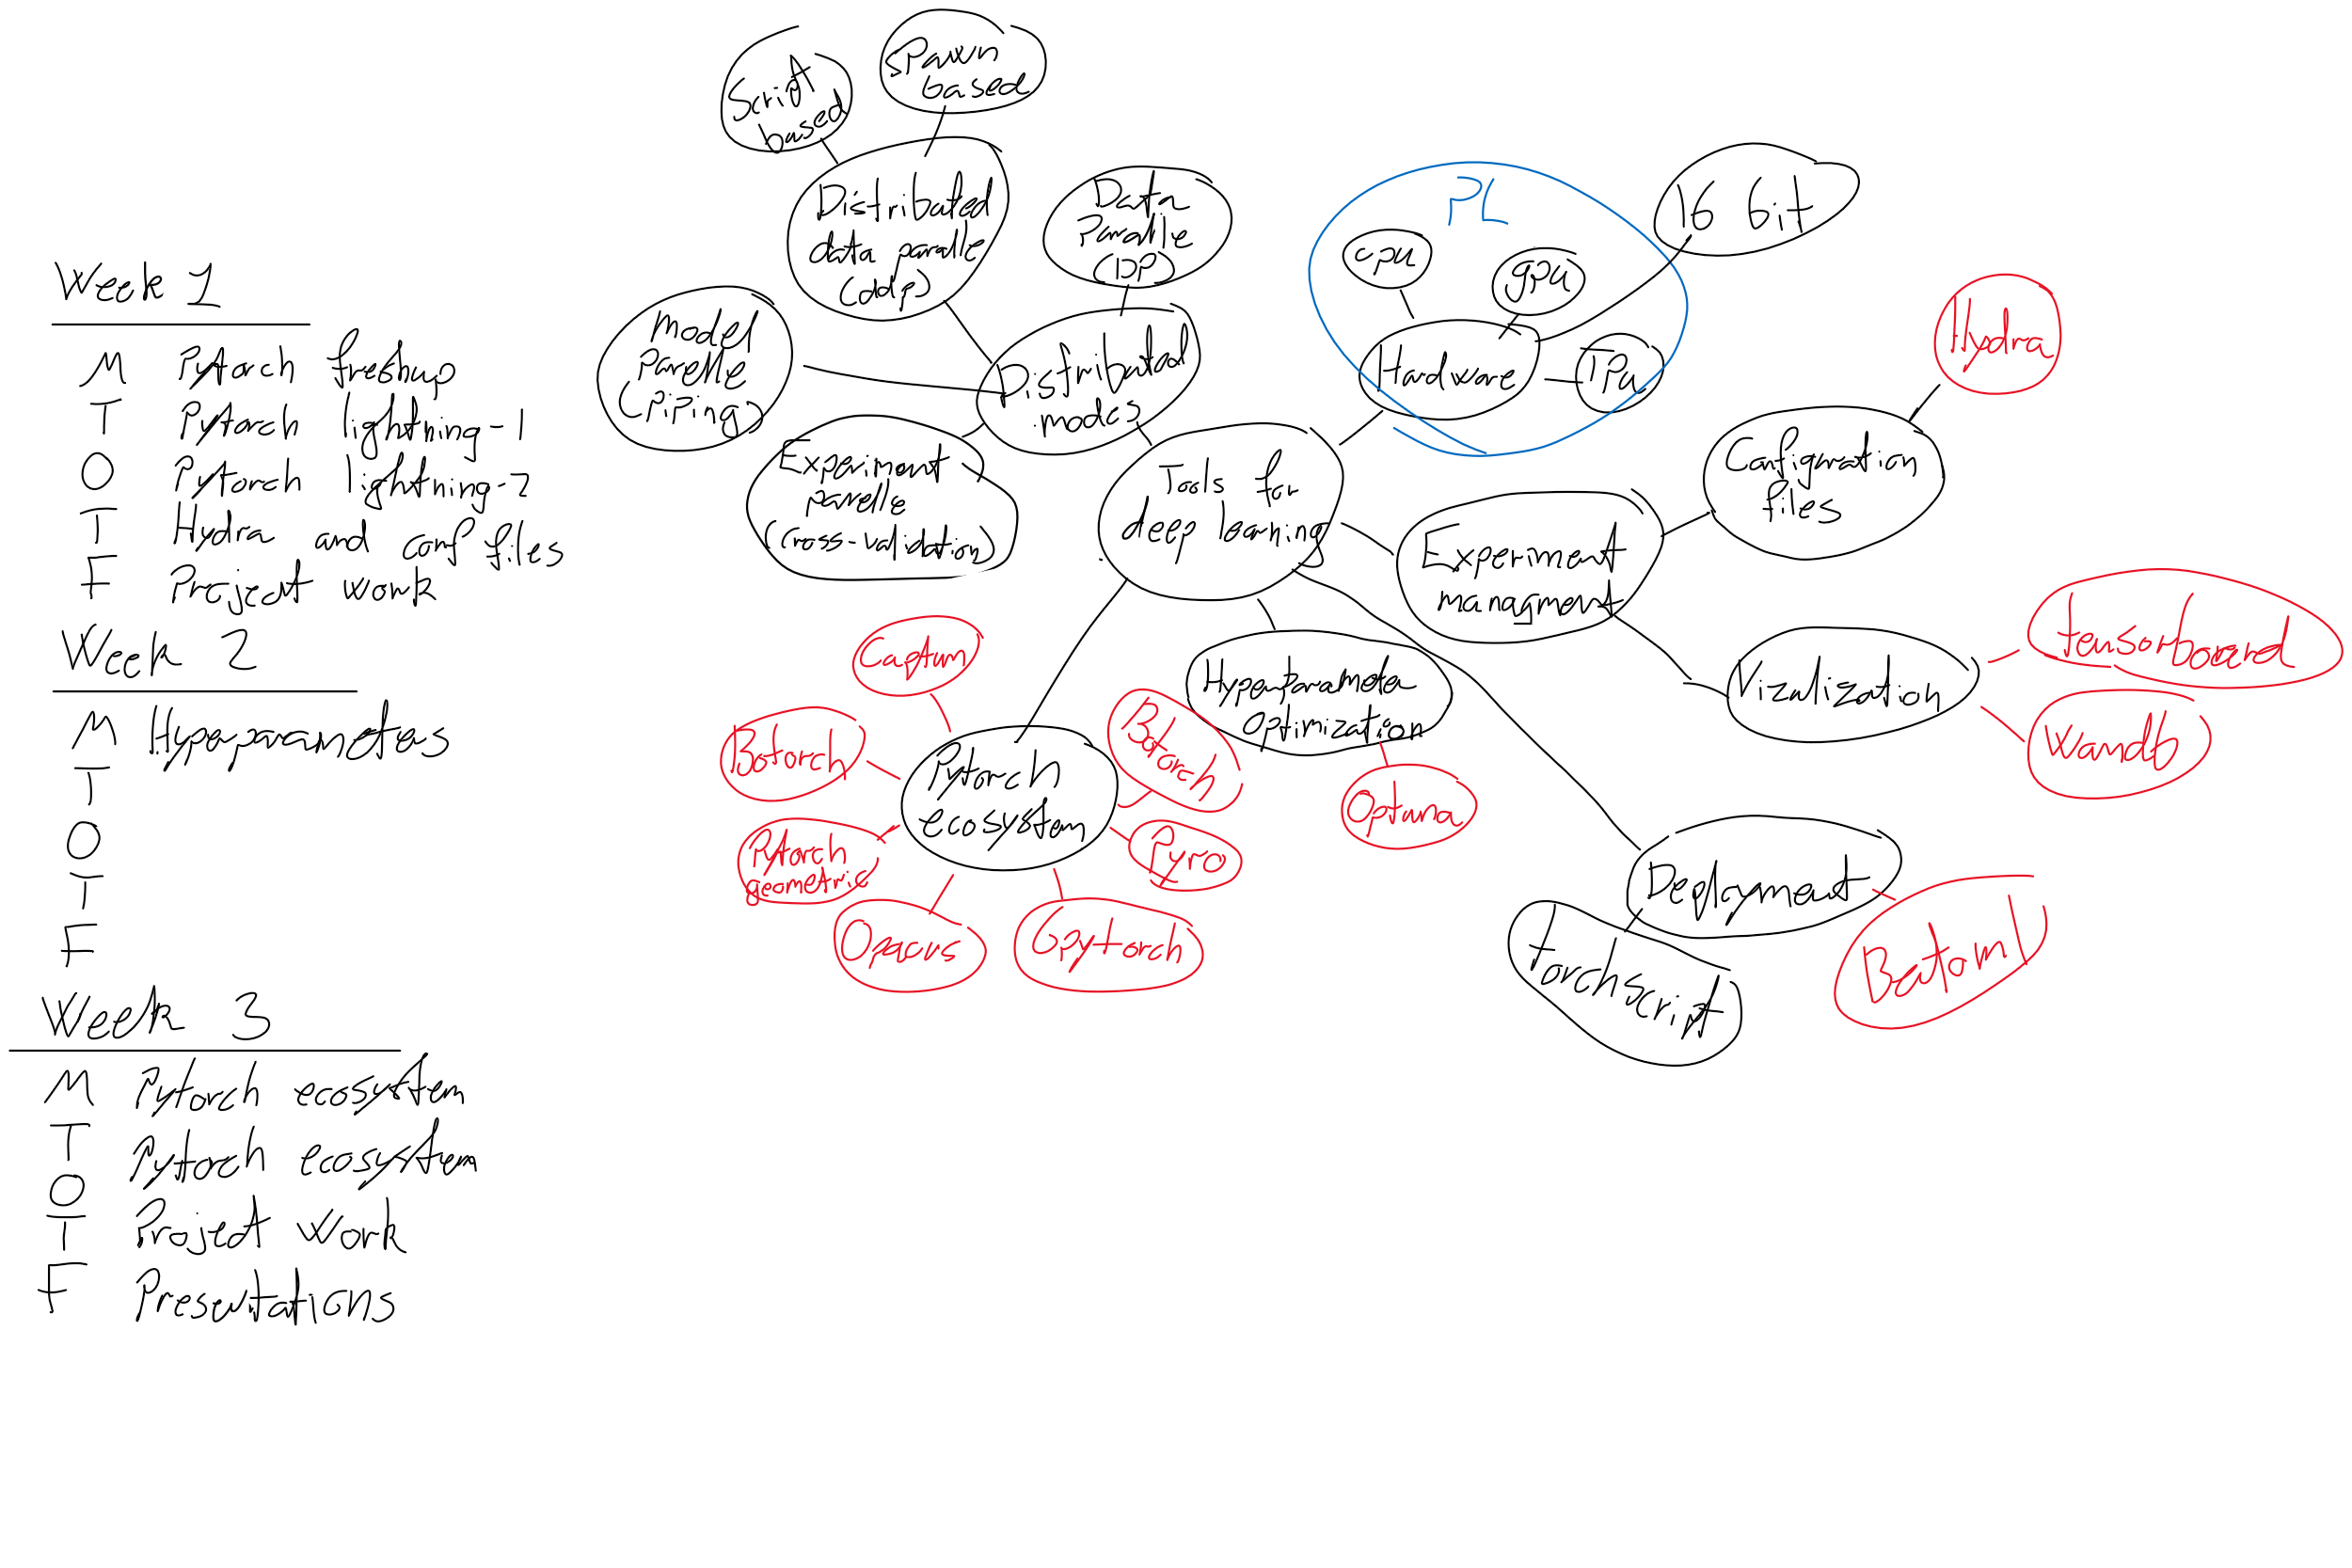 Week 1
M Pytorch freshup
T Pytorch lightning-1
O Pytorch lightning-2
T Hydra and conf files
F Project work
Week 2
M Hyperparameters
T
O
T
F
Week 3
M Pytorch ecosystem
T Pytorch ecosystem
O
T Project Work
F Presentations
Script
based
spawn
based
Distributed
data paralle
(ddp)
Data
Paralle
(DP)
Model
Parelle
(Piping)
Distributed
modes
Experiment
parelle
(Cross-validation)
Tools for
deep learning
PL
cpu
gpu
TPu
Hardware
16 bit
Experiment
managment
Configuration
files
Hydra
Vizalization
tensorboard
Wandb
Hyperparameter
Optimization
Optuna
Deployment
torchscript
Pytorch
ecosystem
Captum
Botorch
Pytorch
geometric
Opacus
Gpytorch
Pyro
Botorch